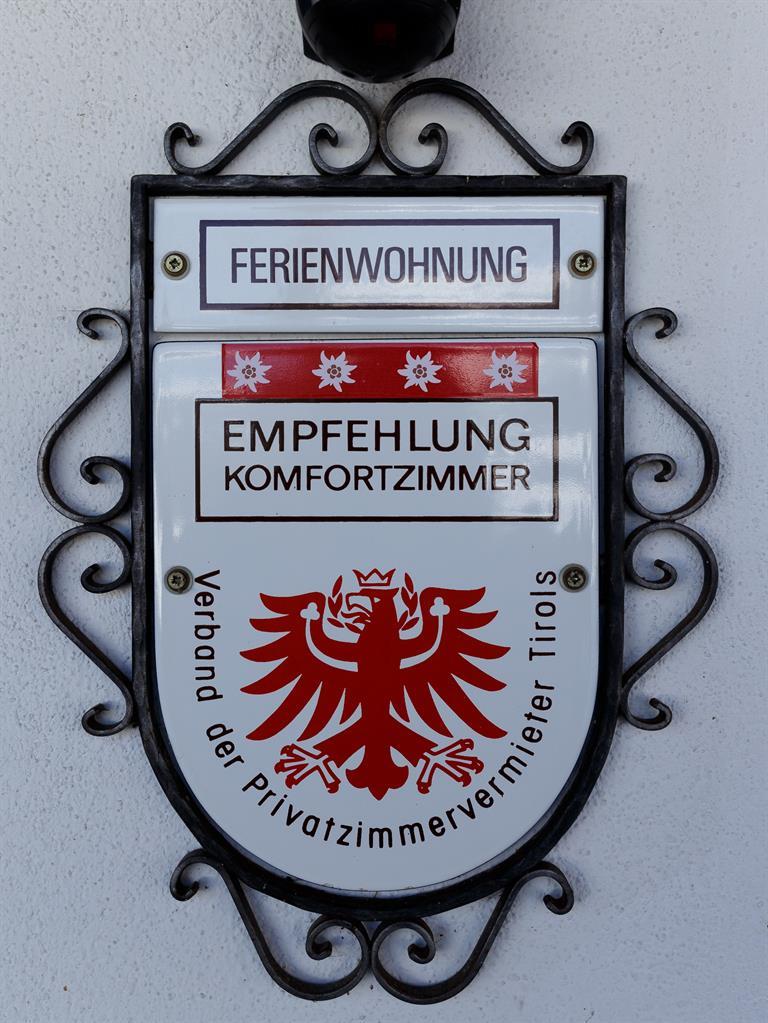 FERIENWOHNUNG
EMPFEHLUNG
KOMFORTZIMMER
Verband der Privatzimmervermieter Tirols